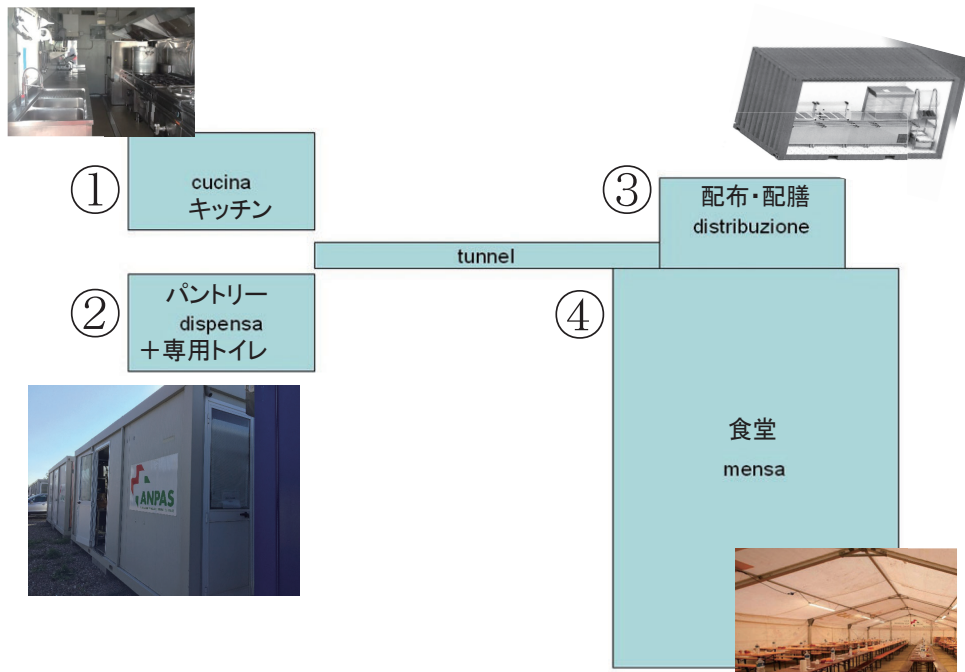 ①
cucina
キッチン
②
パントリー
dispensa
＋専用トイレ
tunnel
③
配布・配膳
distribuzione
④
食堂
mensa
ANPAS